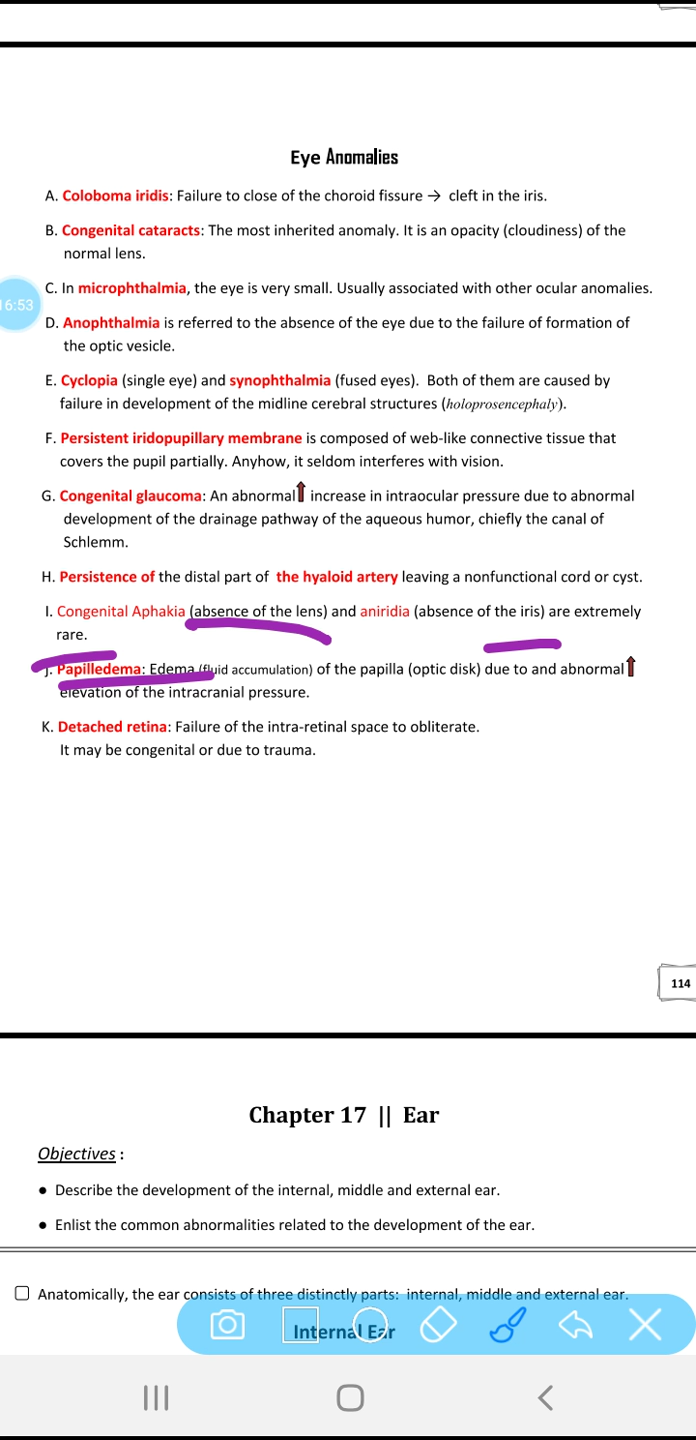 Eye Anomalies
A. Coloboma iridis: Failure to close of the choroid fissure → cleft in the iris.
B. Congenital cataracts: The most inherited anomaly. It is an opacity (cloudiness) of the
normal lens.
C. In microphthalmia, the eye is very small. Usually associated with other ocular anomalies.
16:53
D. Anophthalmia is referred to the absence of the eye due to the failure of formation of
the optic vesicle.
E. Cyclopia (single eye) and synophthalmia (fused eyes). Both of them are caused by
failure in development of the midline cerebral structures (holoprosencephaly).
F. Persistent iridopupillary membrane is composed of web-like connective tissue that
covers the pupil partially. Anyhow, it seldom interferes with vision.
G. Congenital glaucoma: An abnormal⬆ increase in intraocular pressure due to abnormal
development of the drainage pathway of the aqueous humor, chiefly the canal of
Schlemm.
H. Persistence of the distal part of the hyaloid artery leaving a nonfunctional cord or cyst.
I. Congenital Aphakia (absence of the lens) and aniridia (absence of the iris) are extremely
rare.
J. Papilledema: Edema (fluid accumulation) of the papilla (optic disk) due to and abnormal⬆
elevation of the intracranial pressure.
K. Detached retina: Failure of the intra-retinal space to obliterate.
It may be congenital or due to trauma.
114
Chapter 17 || Ear
Objectives :
● Describe the development of the internal, middle and external ear.
● Enlist the common abnormalities related to the development of the ear.
Anatomically, the ear consists of three distinctly parts: internal, middle and external ear.
Internal Ear